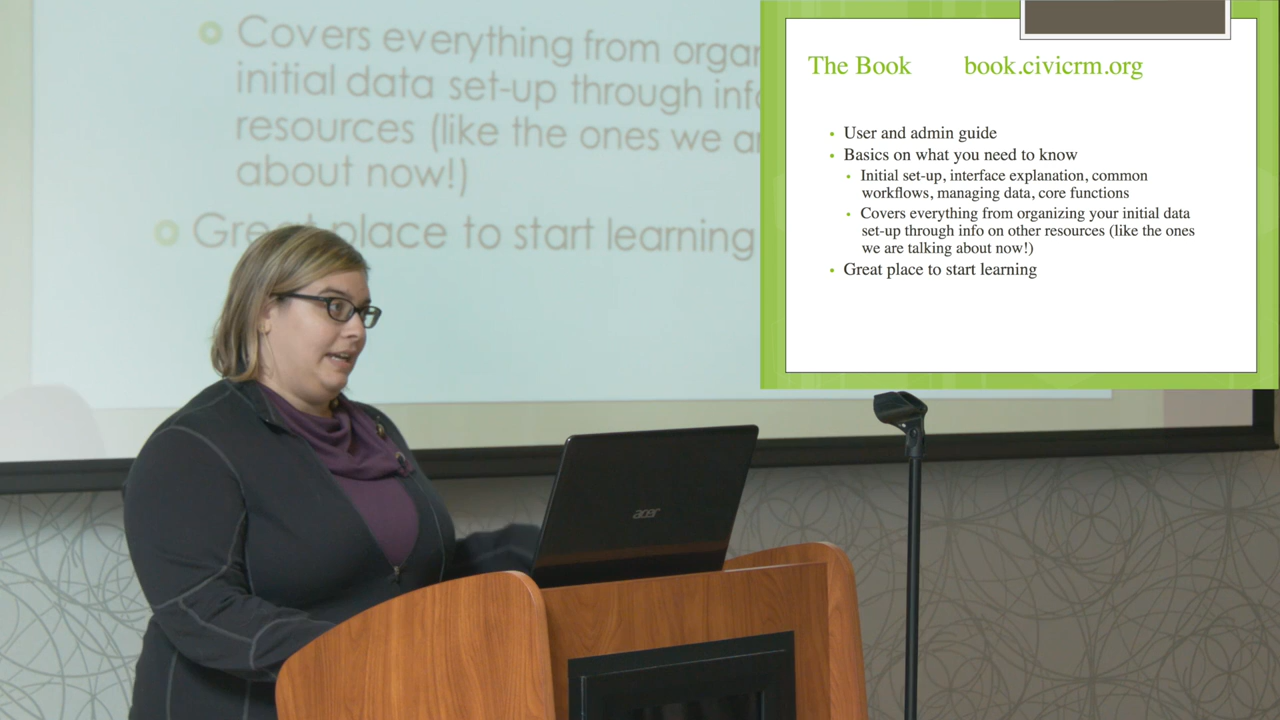 Covers everything from orga
initial data set-up through inf
resources (like the ones we a
about now!)
Great place to start learning
The Book book.civicrm.org
• User and admin guide
• Basics on what you need to know
• Initial set-up, interface explanation, common
workflows, managing data, core functions
• Covers everything from organizing your initial data
set-up through info on other resources (like the ones
we are talking about now!)
• Great place to start learning
acer